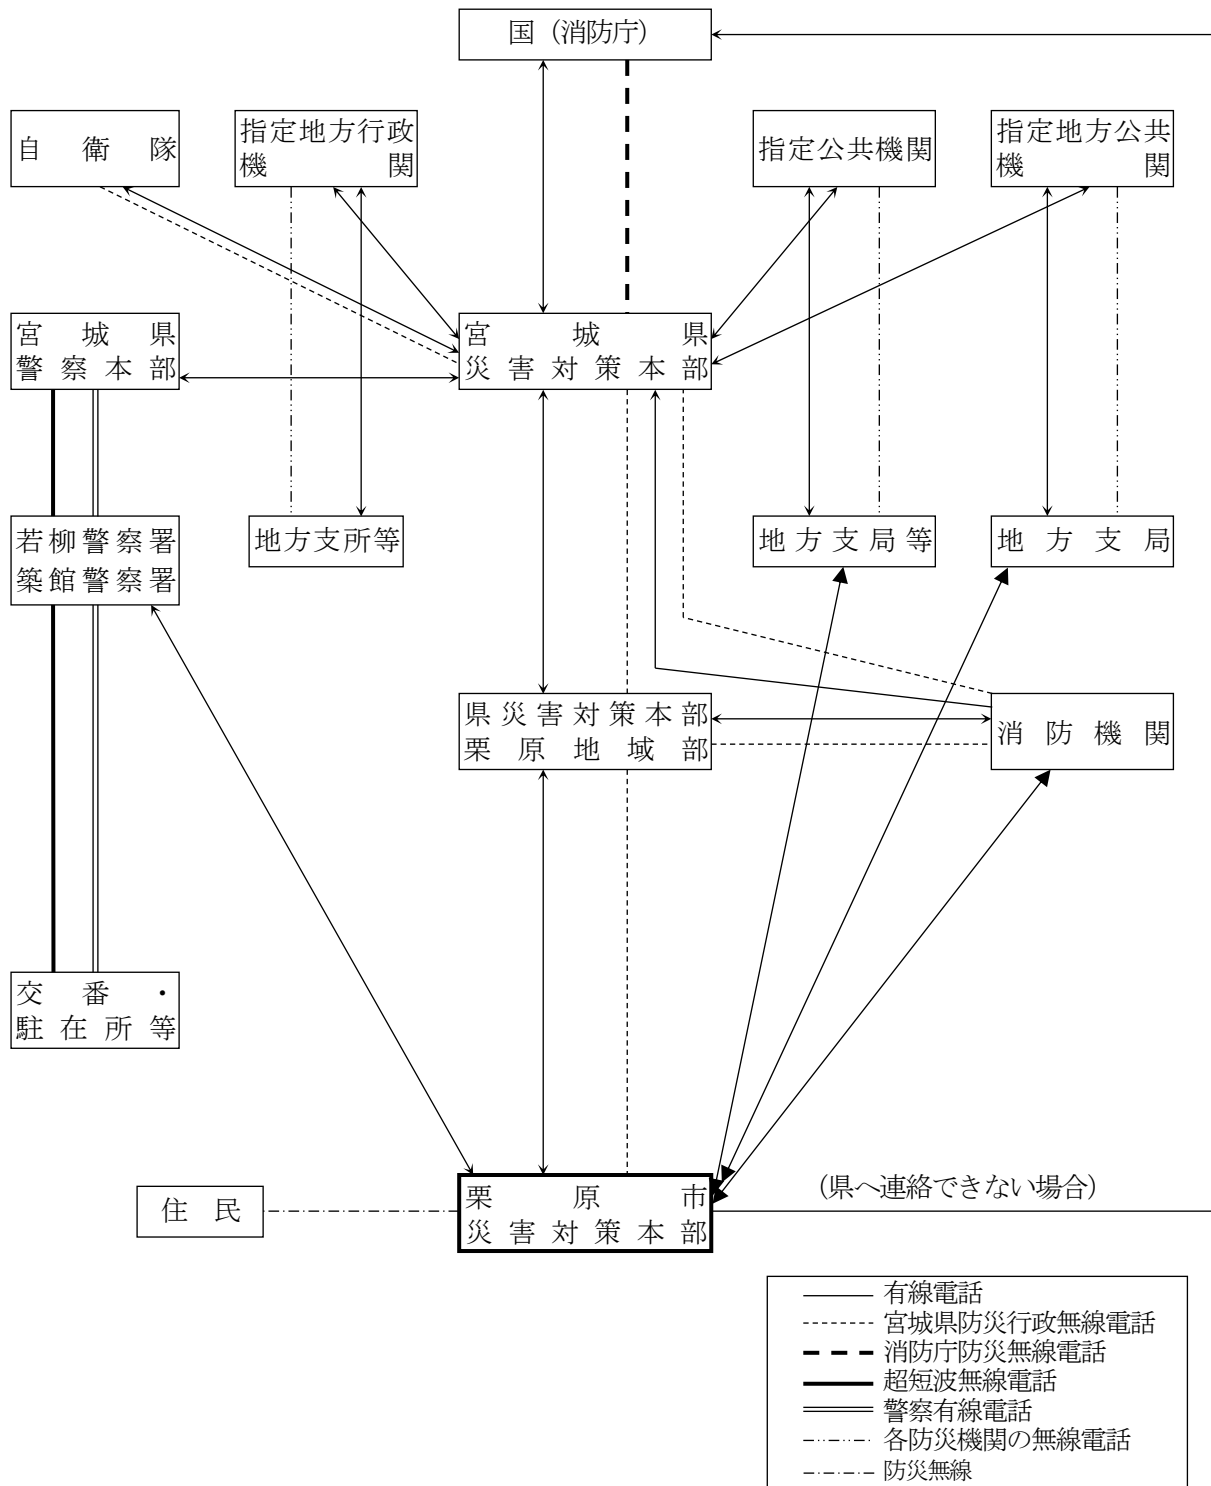 国（消防庁）
自衛隊
指定地方行政
機関
指定公共機関
指定地方公共
機関
宮城県
警察本部
宮城県
災害対策本部
若柳警察署
築館警察署
地方支所等
地方支局等
地方支局
県災害対策本部
栗原地域部
消防機関
交番・
駐在所等
住民
栗原市
災害対策本部
（県へ連絡できない場合）
有線電話
宮城県防災行政無線電話
消防庁防災無線電話
超短波無線電話
警察有線電話
各防災機関の無線電話
防災無線